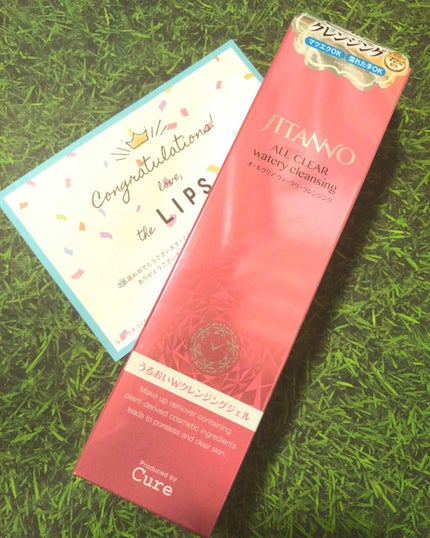 クレンジング
マツエクOK
濡れた手OK
JITANNO
ALL CLEAR
watery cleansing
オールクリアウォータリークレンジング
うるおいWクレンジングジェル
Make up remover containing
plant-derived cosmetic ingredients
leads to poreless and clear skin.
Produced by
Cure
Congratulations!
love,
the LIPS